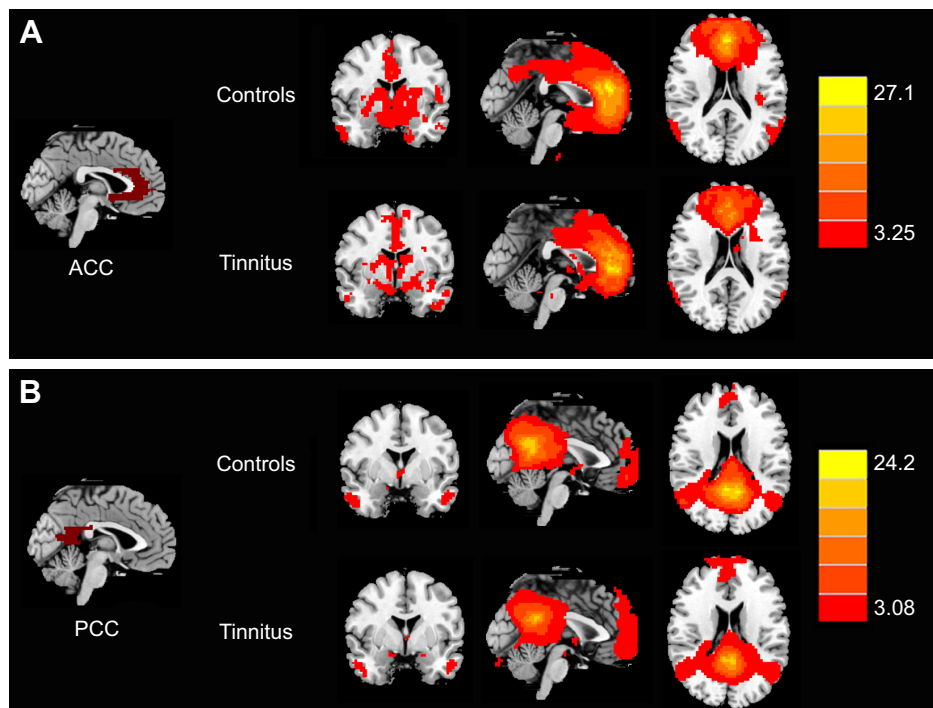 A
Controls
27.1
3.25
ACC
Tinnitus
B
Controls
24.2
3.08
PCC
Tinnitus